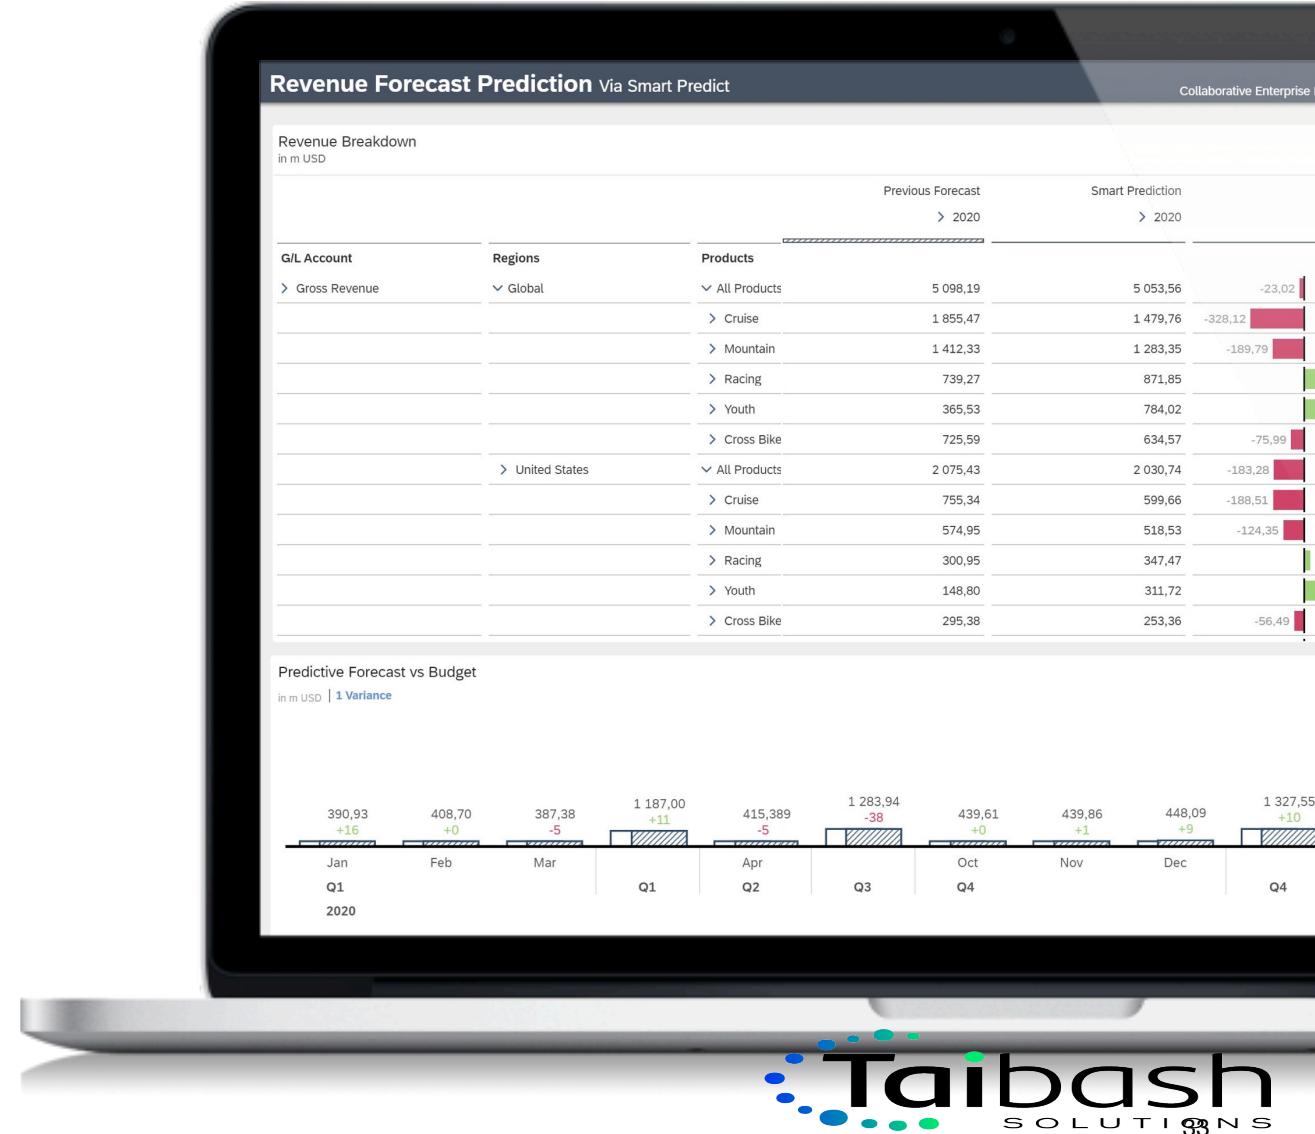 Revenue Forecast Prediction Via Smart Predict
Collaborative Enterprise
Revenue Breakdown
in m USD
Previous Forecast Smart Prediction
2020 2020
G/L Account Regions Products
Gross Revenue Global All Products 5 098,19 5 053,56 -23,02
Cruise 1 855,47 1 479,76 -328,12
Mountain 1 412,33 1 283,35 -189,79
Racing 739,27 871,85
Youth 365,53 784,02
Cross Bike 725,59 634,57 -75,99
United States All Products 2 075,43 2 030,74 -183,28
Cruise 755,34 599,66 -188,51
Mountain 574,95 518,53 -124,35
Racing 300,95 347,47
Youth 148,80 311,72
Cross Bike 295,38 253,36 -56,49
Predictive Forecast vs Budget
in m USD | 1 Variance
390,93 408,70 387,38 1 187,00 415,389 1 283,94 439,61 439,86 448,09 1 327,55
+16 +0 -5 +11 -5 -38 +0 +1 +9 +10
Jan Feb Mar Apr Oct Nov Dec
Q1 Q1 Q2 Q3 Q4 Q4
2020
Taibash
SOLUTIONS
33